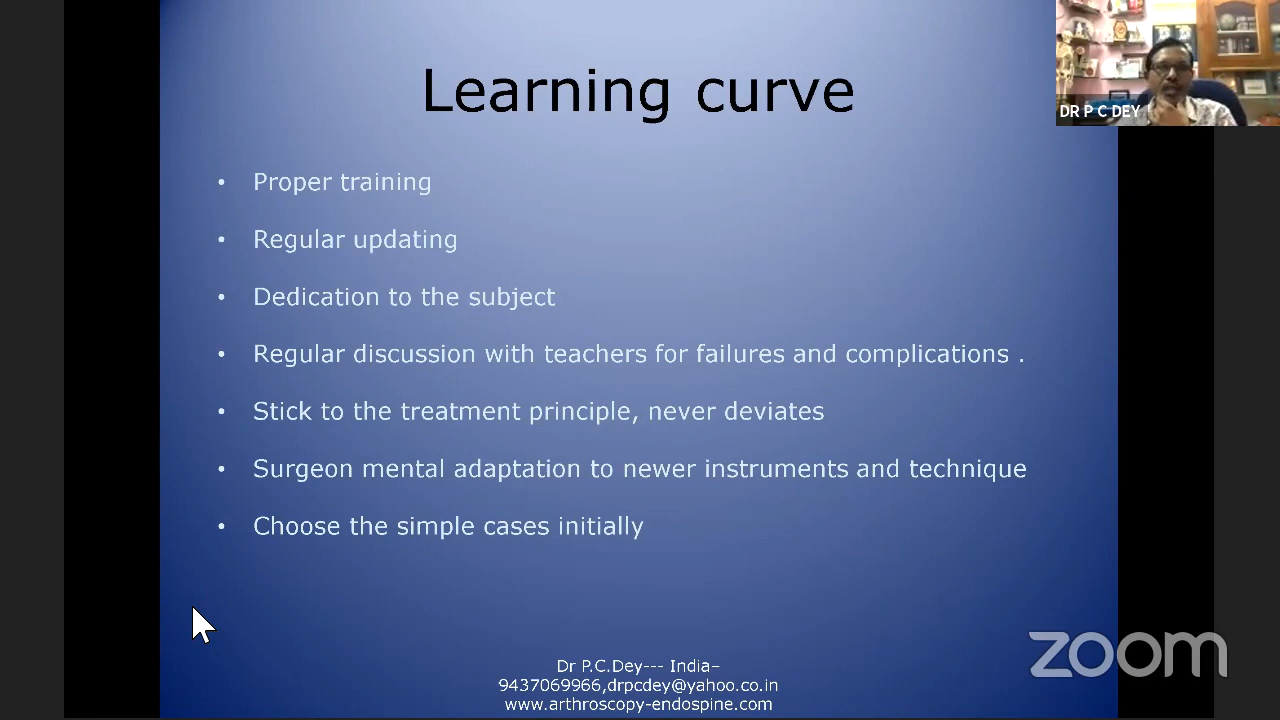 Learning curve
DR P C DEY
• Proper training
• Regular updating
• Dedication to the subject
• Regular discussion with teachers for failures and complications .
• Stick to the treatment principle, never deviates
• Surgeon mental adaptation to newer instruments and technique
• Choose the simple cases initially
Dr P.C.Dey--- India–
9437069966,drpcdey@yahoo.co.in
www.arthroscopy-endospine.com
zoom